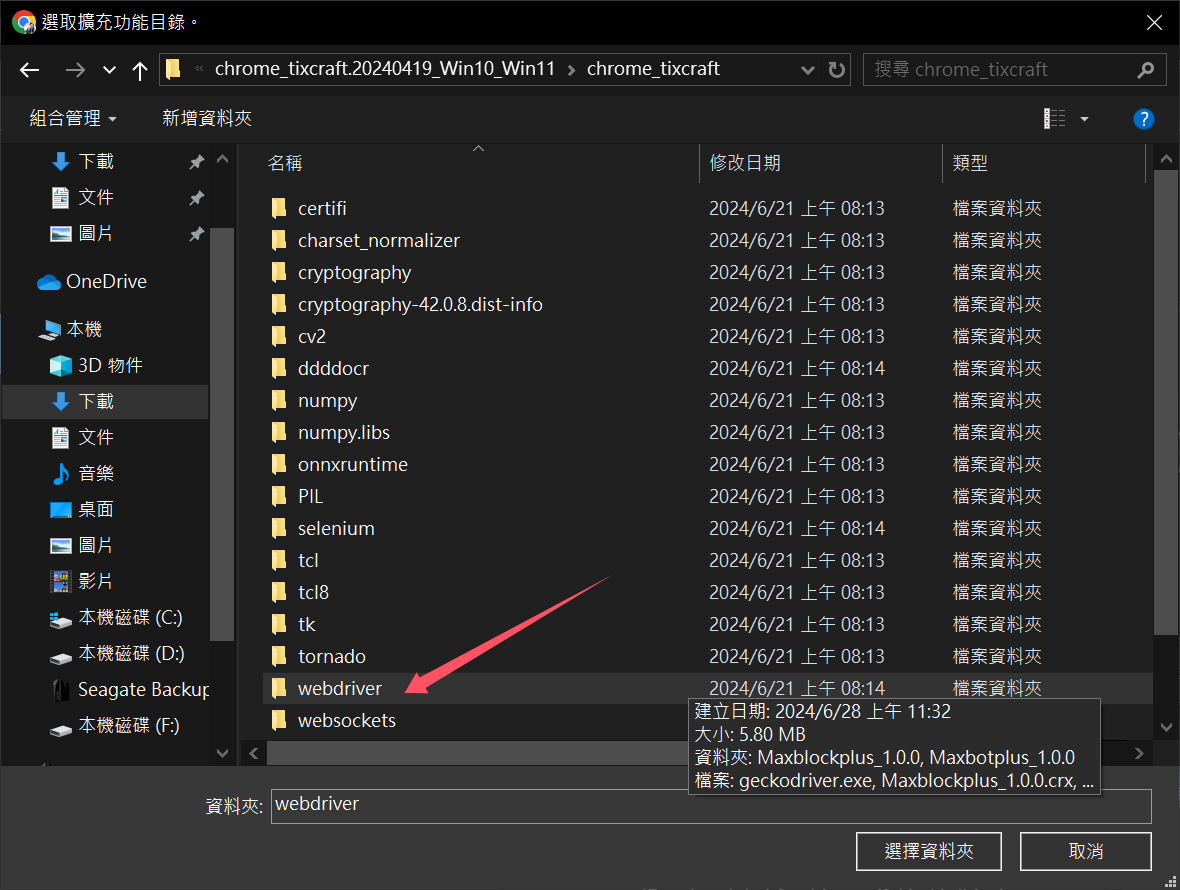 選取擴充功能目錄。
« chrome_tixcraft.20240419_Win10_Win11 > chrome_tixcraft
搜尋 chrome_tixcraft
組合管理 新增資料夾
下載
文件
圖片
OneDrive
本機
3D 物件
下載
文件
音樂
桌面
圖片
影片
本機磁碟 (C:)
本機磁碟 (D:)
Seagate Backup
本機磁碟 (F:)
名稱 修改日期 類型
certifi 2024/6/21 上午 08:13 檔案資料夾
charset_normalizer 2024/6/21 上午 08:13 檔案資料夾
cryptography 2024/6/21 上午 08:13 檔案資料夾
cryptography-42.0.8.dist-info 2024/6/21 上午 08:13 檔案資料夾
cv2 2024/6/21 上午 08:13 檔案資料夾
ddddocr 2024/6/21 上午 08:14 檔案資料夾
numpy 2024/6/21 上午 08:13 檔案資料夾
numpy.libs 2024/6/21 上午 08:13 檔案資料夾
onnxruntime 2024/6/21 上午 08:13 檔案資料夾
PIL 2024/6/21 上午 08:13 檔案資料夾
selenium 2024/6/21 上午 08:14 檔案資料夾
tcl 2024/6/21 上午 08:13 檔案資料夾
tcl8 2024/6/21 上午 08:13 檔案資料夾
tk 2024/6/21 上午 08:13 檔案資料夾
tornado 2024/6/21 上午 08:13 檔案資料夾
webdriver 2024/6/21 上午 08:14 檔案資料夾
websockets
建立日期: 2024/6/28 上午 11:32
大小: 5.80 MB
資料夾: Maxblockplus_1.0.0, Maxbotplus_1.0.0
檔案: geckodriver.exe, Maxblockplus_1.0.0.crx, ...
資料夾: webdriver
選擇資料夾 取消